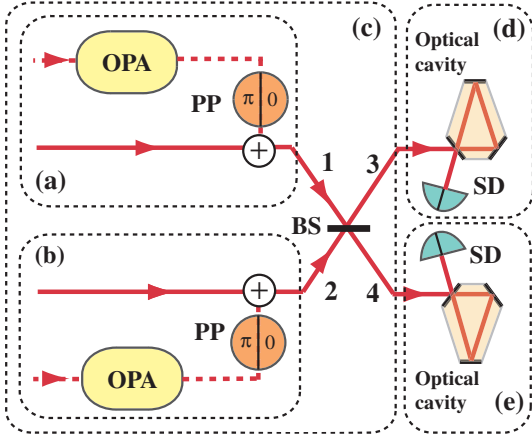 (c)
(d)
OPA
PP
π 0
+
(a)
1
3
Optical
cavity
SD
BS
(b)
2
4
+
PP
π 0
OPA
SD
Optical
cavity
(e)